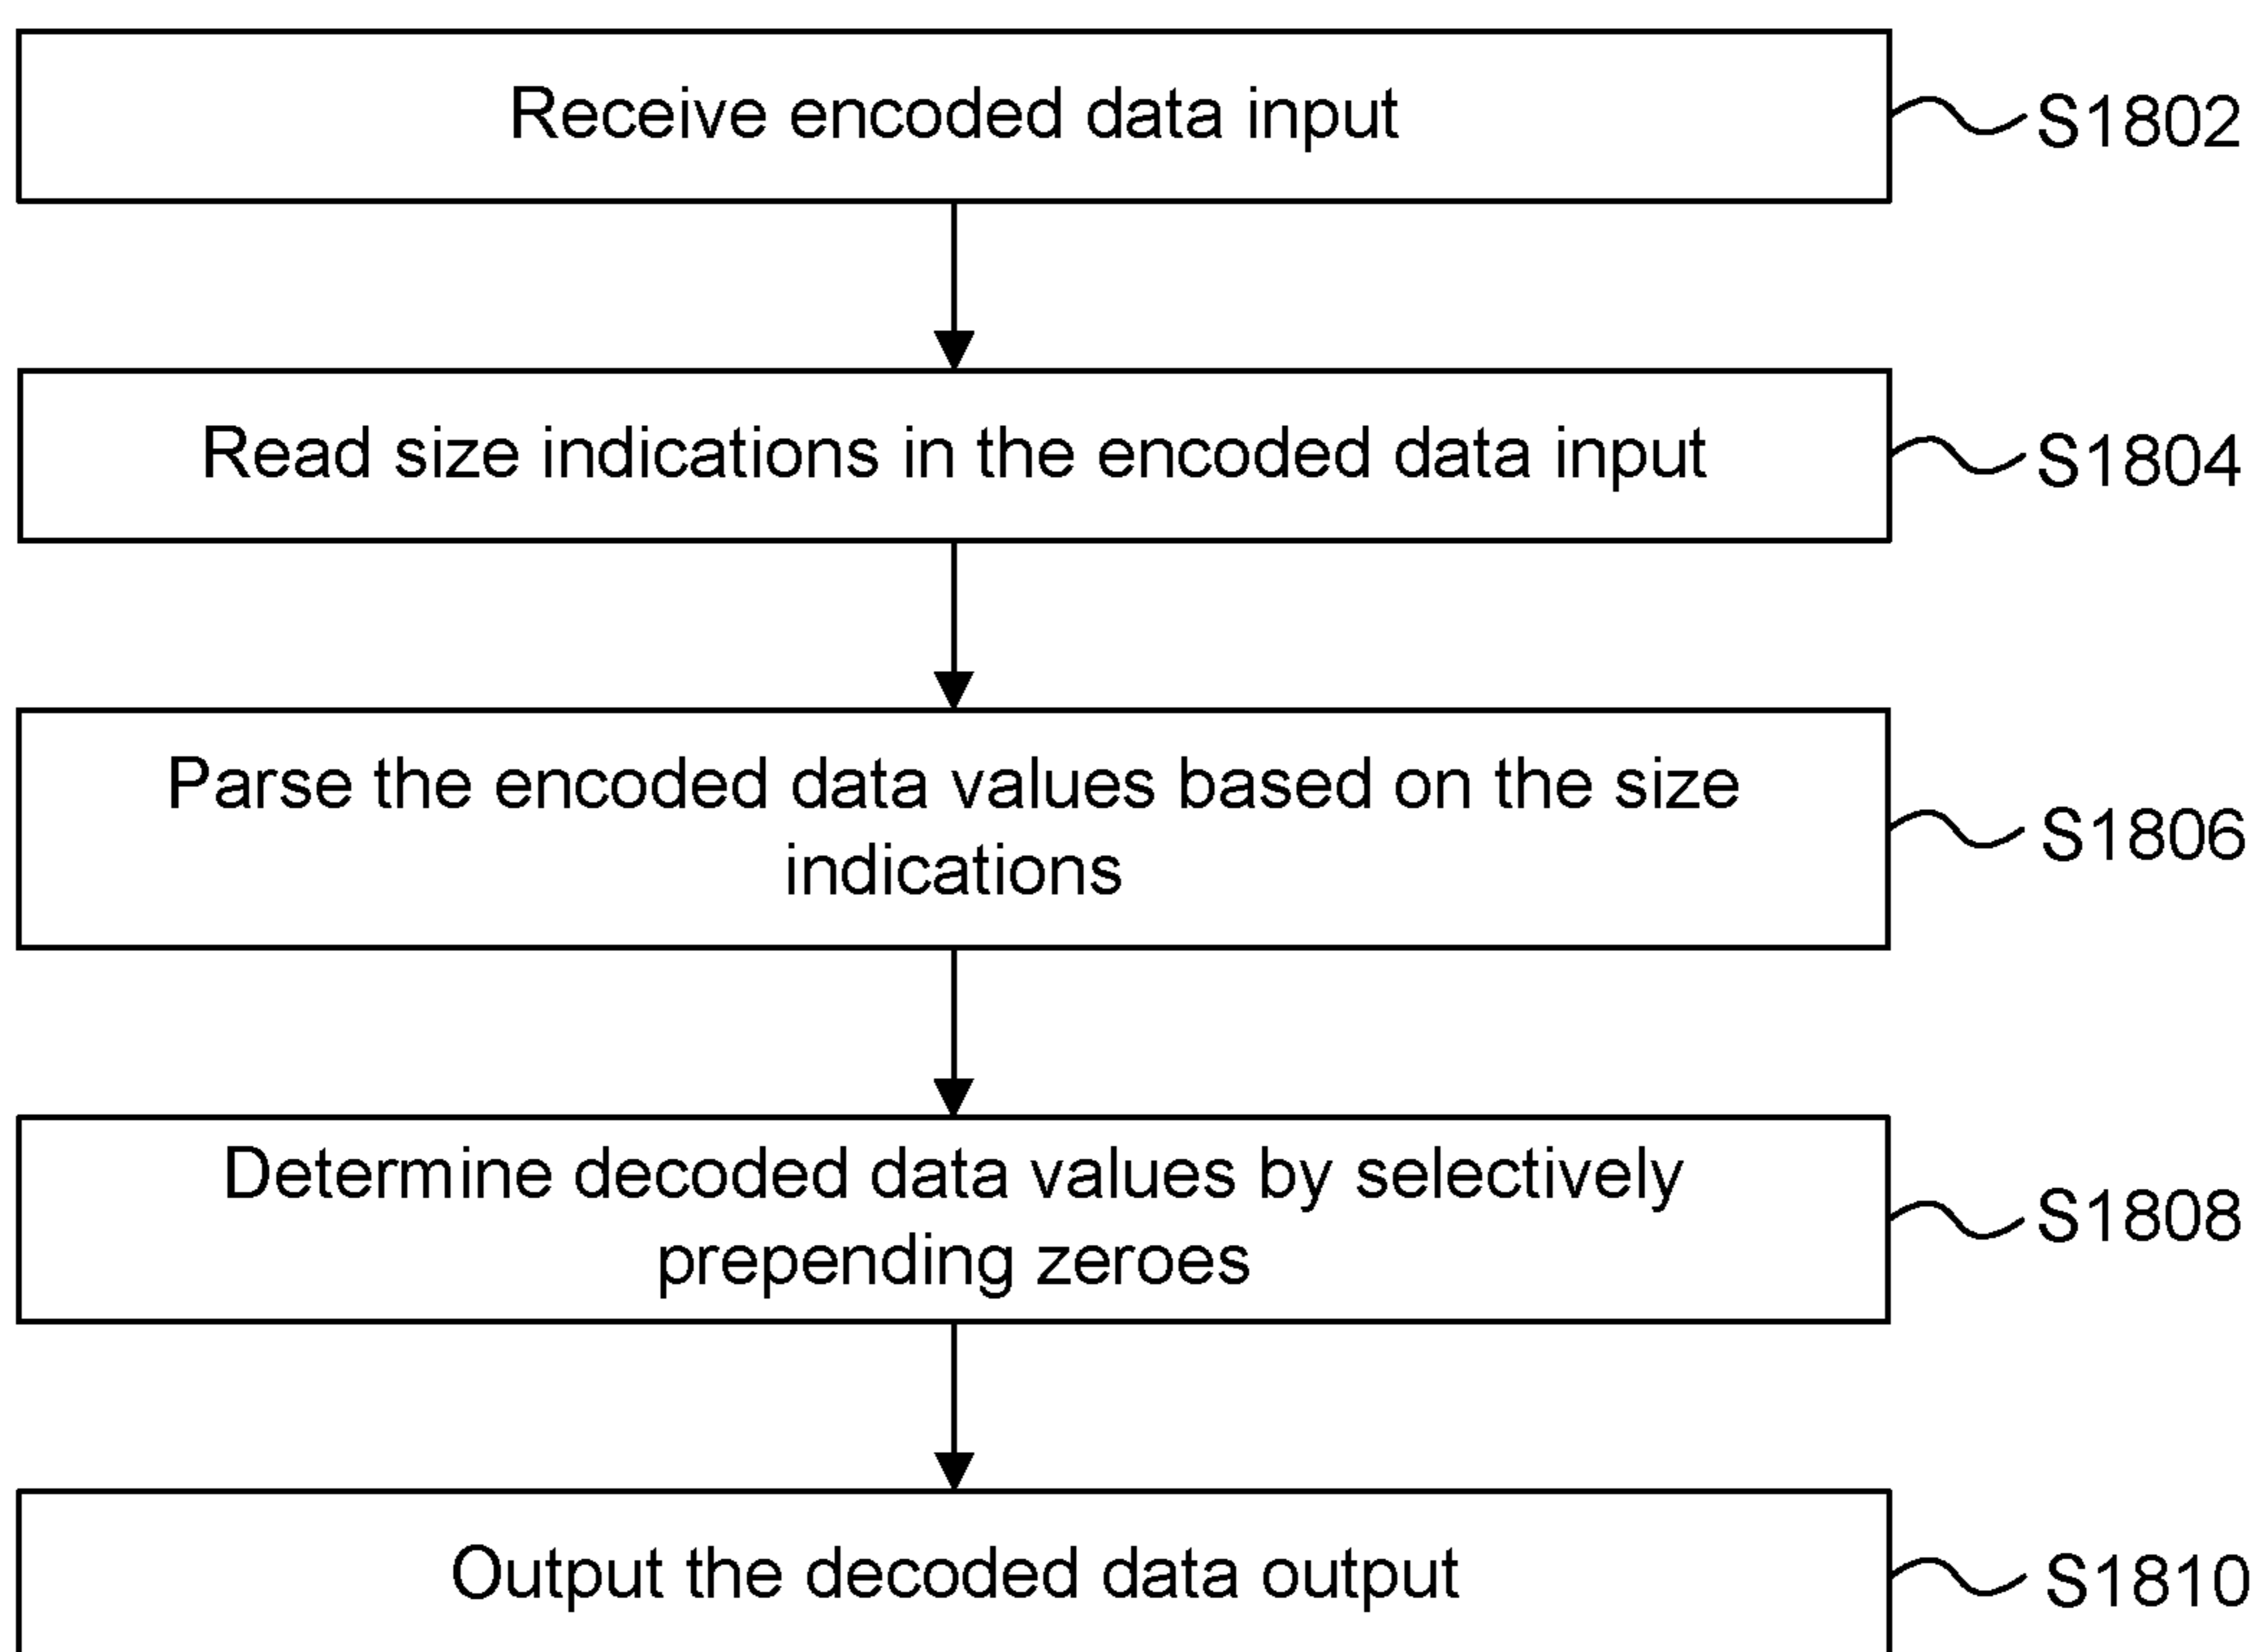 Receive encoded data input
S1802
Read size indications in the encoded data input
S1804
Parse the encoded data values based on the size
indications
S1806
Determine decoded data values by selectively
prepending zeroes
S1808
Output the decoded data output
S1810